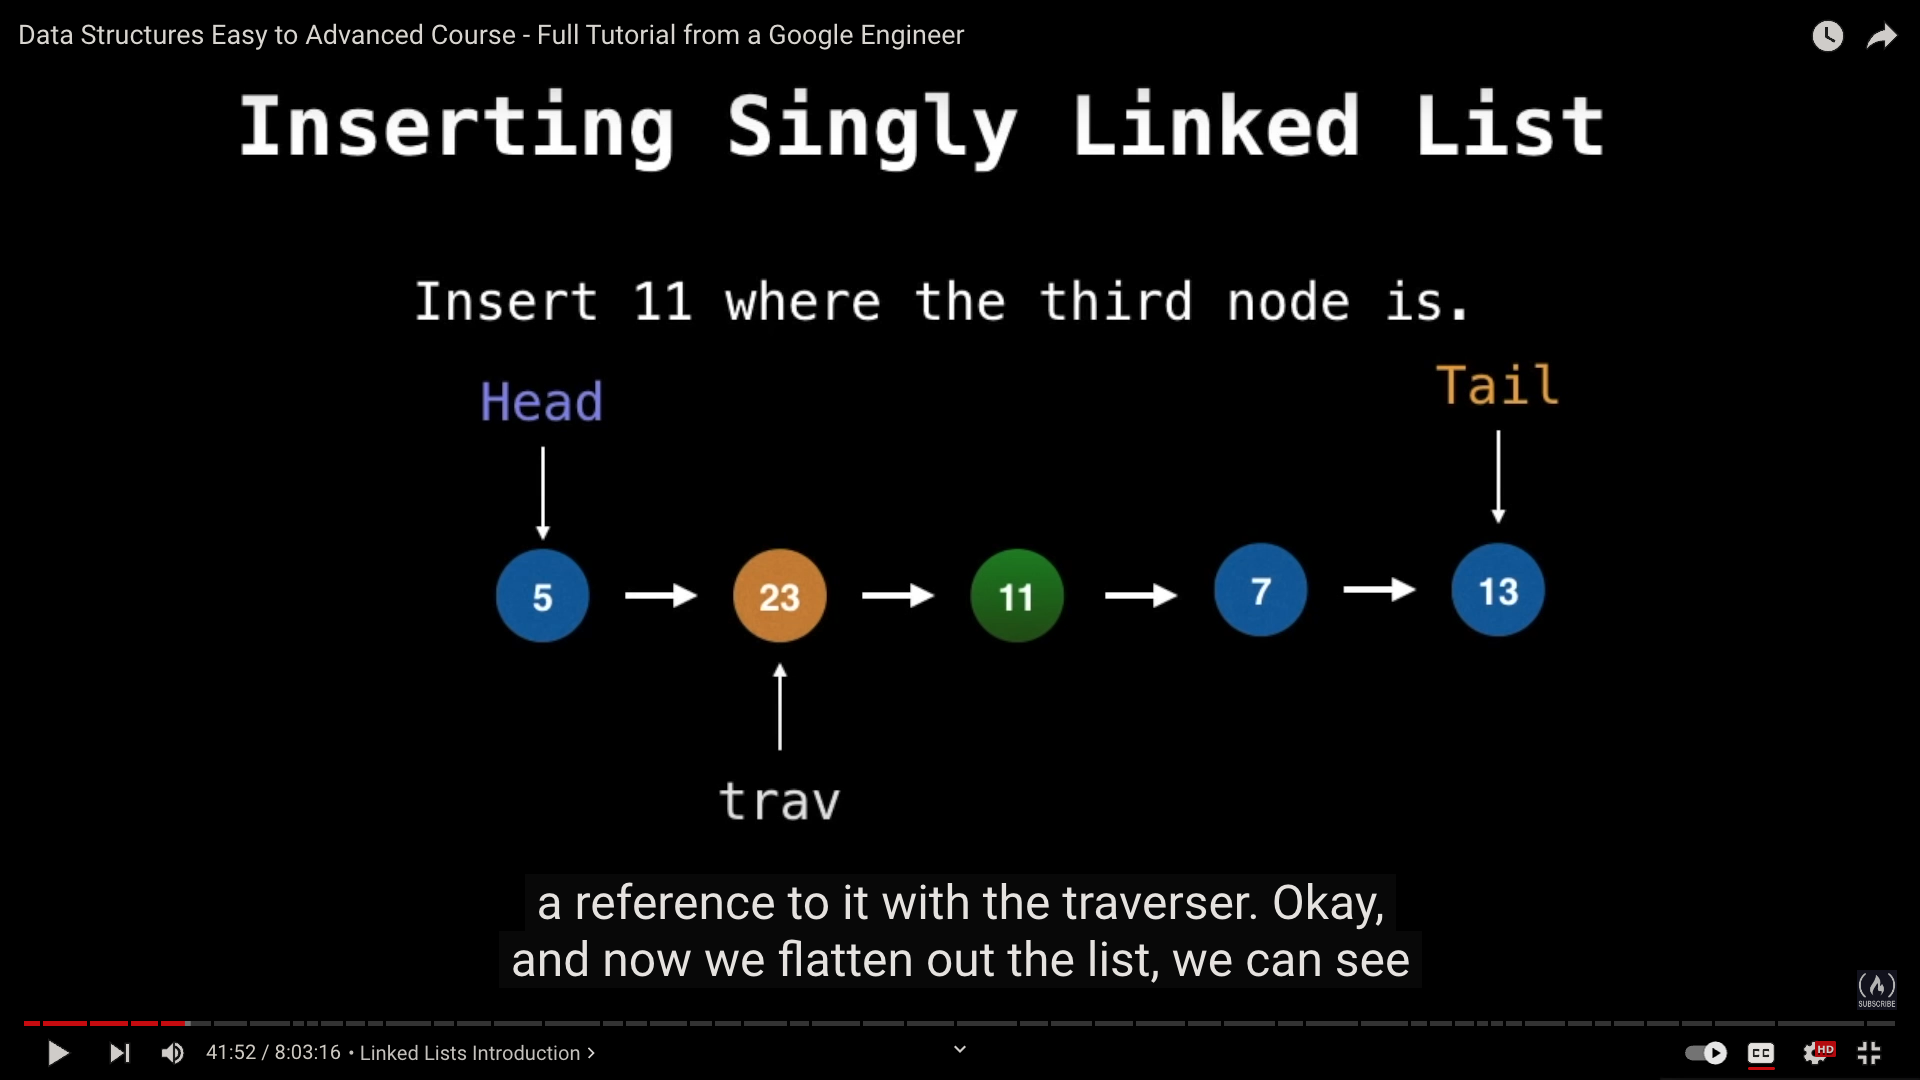 Data Structures Easy to Advanced Course - Full Tutorial from a Google Engineer
Inserting Singly Linked List
Insert 11 where the third node is.
Head
Tail
5
23
11
7
13
trav
a reference to it with the traverser. Okay,
and now we flatten out the list, we can see
SUBSCRIBE
41:52 / 8:03:16 • Linked Lists Introduction
CC
HD